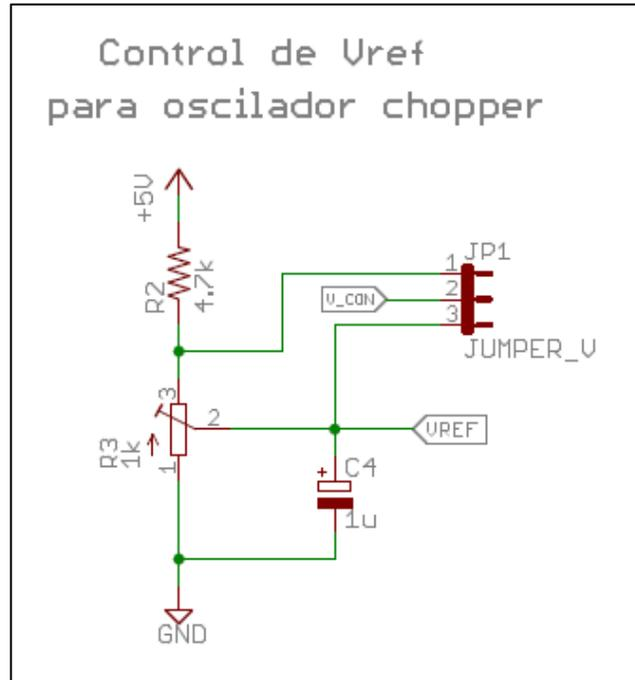 Control de Vref
para oscilador chopper
+5V
R2
4.7k
JP1
1
V_CON
2
3
JUMPER_V
3
2
VREF
R3
1k
1
C4
+
1u
GND